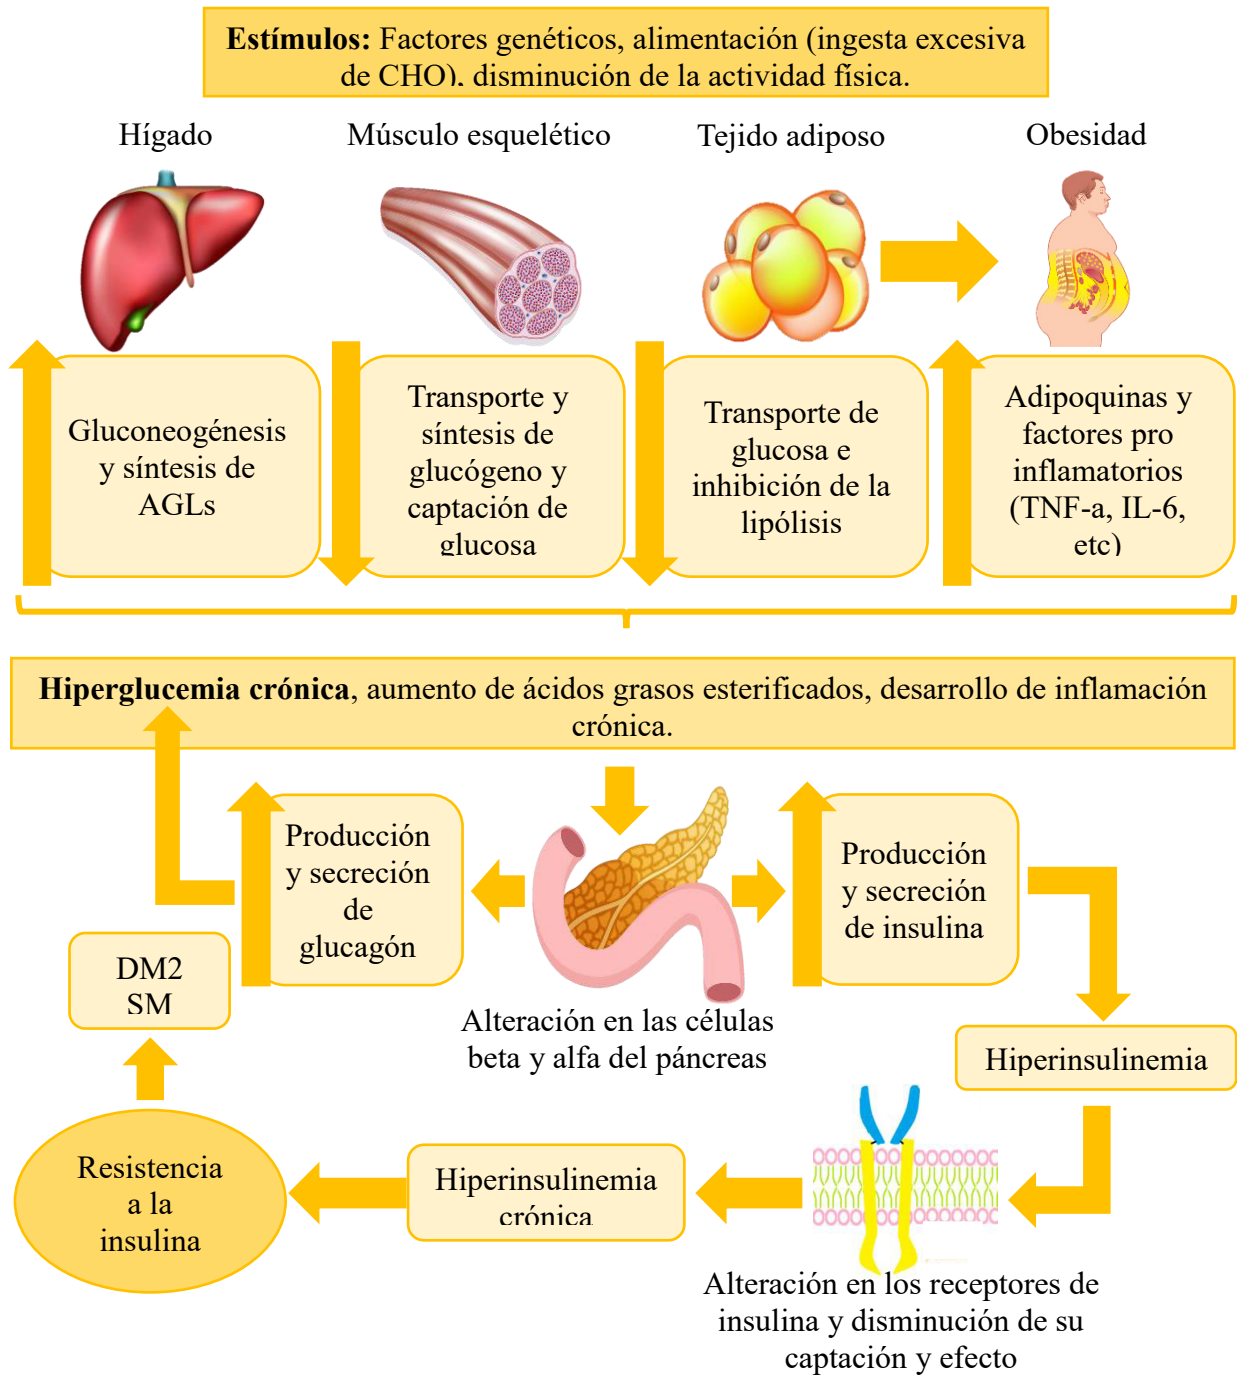 Estímulos: Factores genéticos, alimentación (ingesta excesiva
de CHO), disminución de la actividad física.
Hígado
Músculo esquelético
Tejido adiposo
Obesidad
Gluconeogénesis
y síntesis de
AGLs
Transporte y
síntesis de
glucógeno y
captación de
glucosa
Transporte de
glucosa e
inhibición de la
lipólisis
Adipoquinas y
factores pro
inflamatorios
(TNF-a, IL-6,
etc)
Hiperglucemia crónica, aumento de ácidos grasos esterificados, desarrollo de inflamación
crónica.
Producción
y secreción
de
glucagón
Producción
y secreción
de insulina
DM2
SM
Alteración en las células
beta y alfa del páncreas
Hiperinsulinemia
Resistencia
a la
insulina
Hiperinsulinemia
crónica
Alteración en los receptores de
insulina y disminución de su
captación y efecto